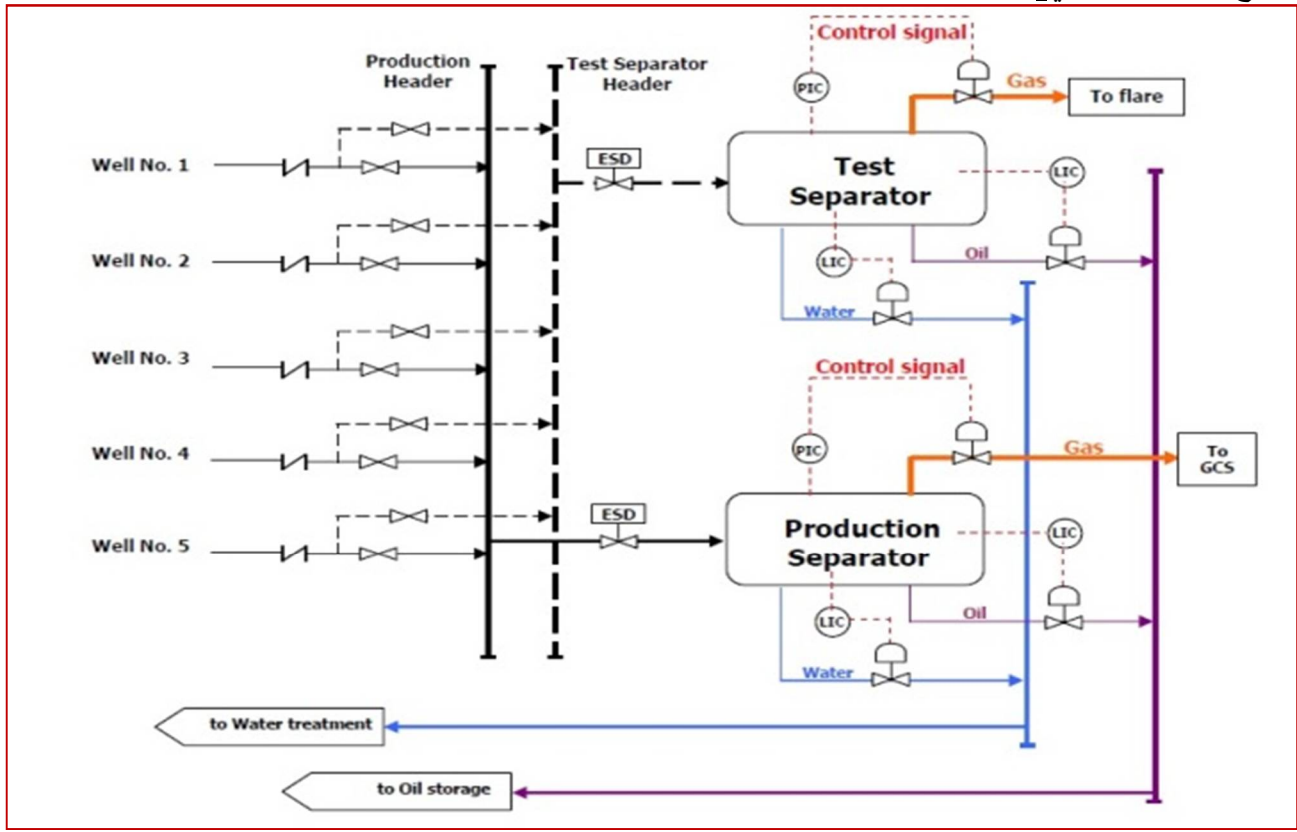 Control signal
Production
Header
Test Separator
Header
PIC
Gas
To flare
Well No. 1
ESD
Test
Separator
LIC
Well No. 2
LIC
Oil
Water
Well No. 3
Control signal
Well No. 4
PIC
Gas
To
GCS
Well No. 5
ESD
Production
Separator
LIC
LIC
Oil
Water
to Water treatment
to Oil storage